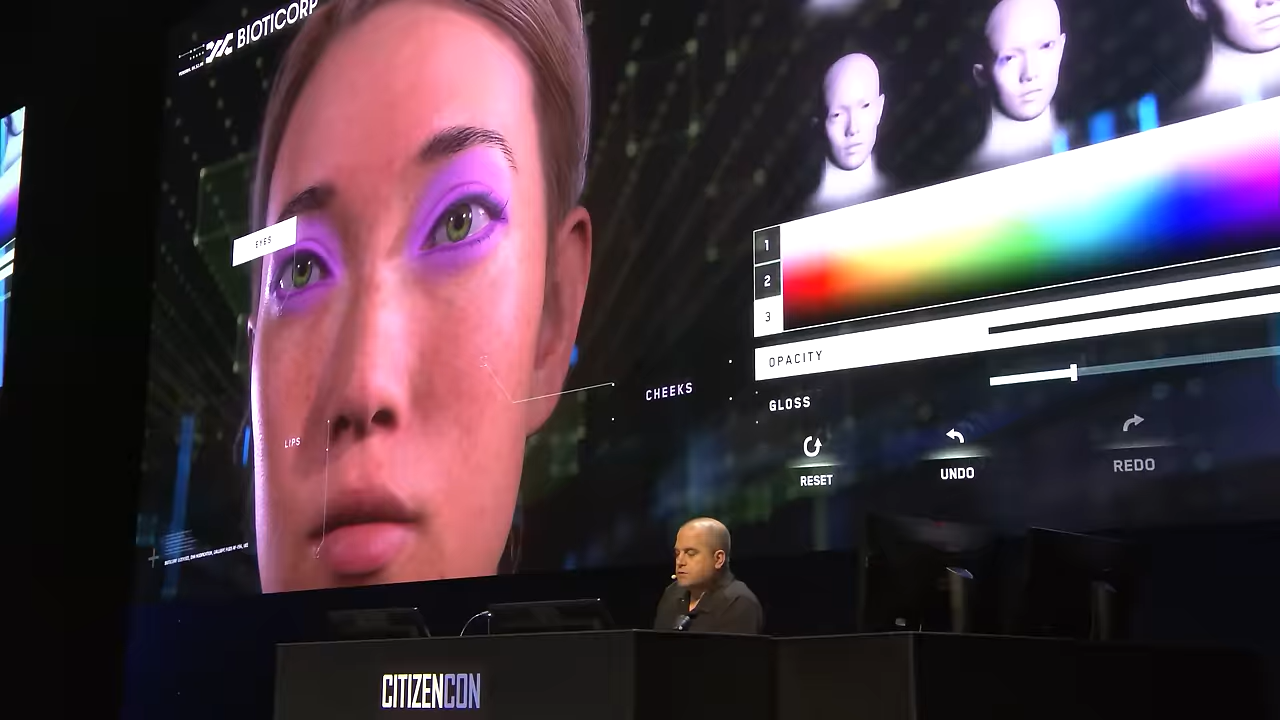 BIOTICORP
EYES
1
2
3
OPACITY
CHEEKS
GLOSS
LIPS
RESET
UNDO
REDO
CITIZENCON